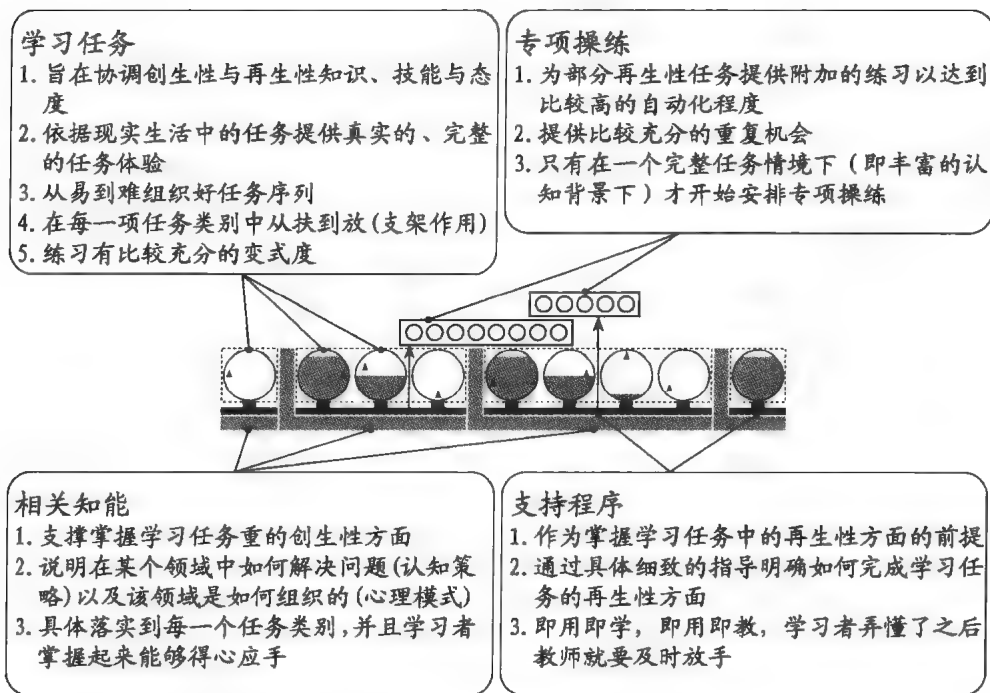 学习任务
1. 旨在协调创生性与再生性知识、技能与态
度
2. 依据现实生活中的任务提供真实的、完整
的任务体验
3. 从易到难组织好任务序列
4. 在每一项任务类别中从扶到放(支架作用)
5. 练习有比较充分的变式度
专项操练
1. 为部分再生性任务提供附加的练习以达到
比较高的自动化程度
2. 提供比较充分的重复机会
3. 只有在一个完整任务情境下（即丰富的认
知背景下）才开始安排专项操练
相关知能
1. 支撑掌握学习任务重的创生性方面
2. 说明在某个领域中如何解决问题(认知策
略)以及该领域是如何组织的(心理模式)
3. 具体落实到每一个任务类别,并且学习者
掌握起来能够得心应手
支持程序
1. 作为掌握学习任务中的再生性方面的前提
2. 通过具体细致的指导明确如何完成学习任
务的再生性方面
3. 即用即学，即用即教，学习者弄懂了之后
教师就要及时放手